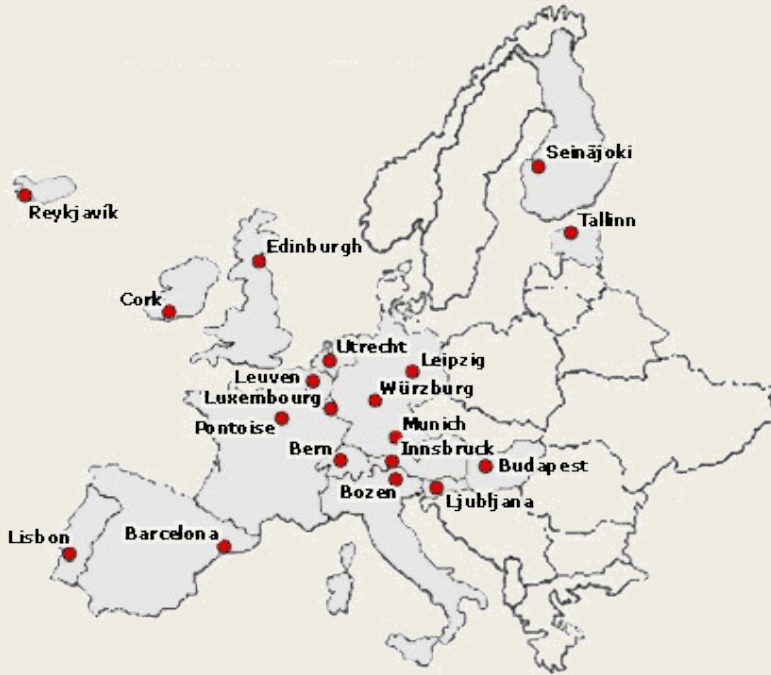 Seinäjoki
Tallinn
Reykjavík
Edinburgh
Cork
Utrecht
Leipzig
Leuven
Würzburg
Luxembourg
Pontoise
Munich
Bern
Innsbruck
Budapest
Bozen
Ljubljana
Lisbon
Barcelona